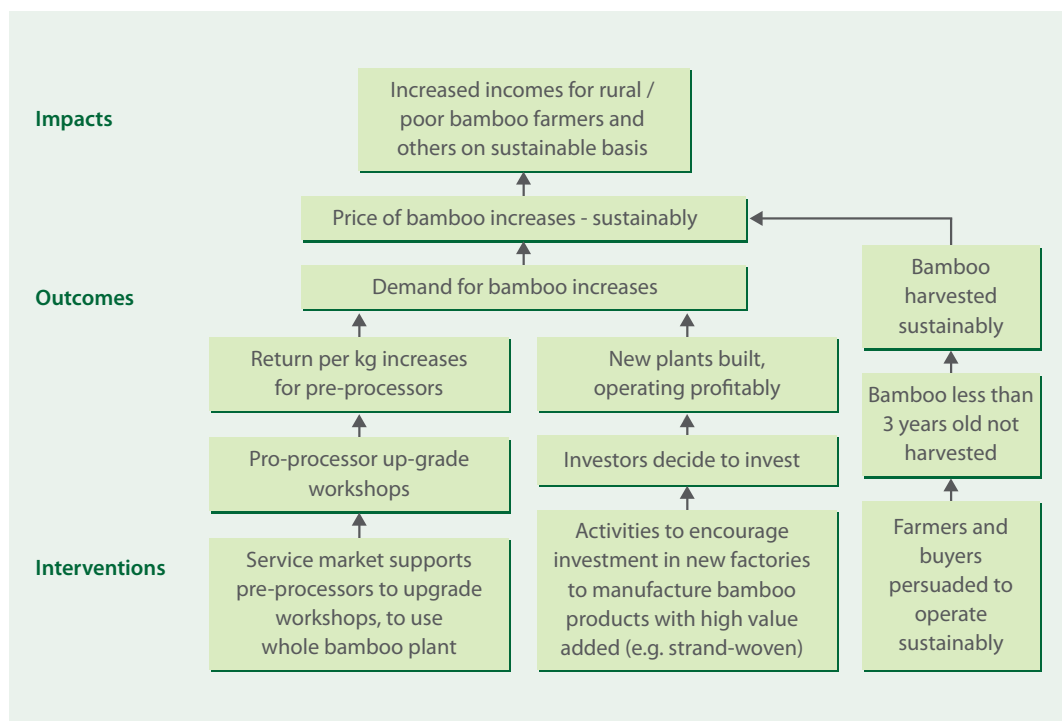 Impacts
Increased incomes for rural /
poor bamboo farmers and
others on sustainable basis
Price of bamboo increases - sustainably
Outcomes
Demand for bamboo increases
Bamboo
harvested
sustainably
Return per kg increases
for pre-processors
New plants built,
operating profitably
Bamboo less than
3 years old not
harvested
Pro-processor up-grade
workshops
Investors decide to invest
Interventions
Service market supports
pre-processors to upgrade
workshops, to use
whole bamboo plant
Activities to encourage
investment in new factories
to manufacture bamboo
products with high value
added (e.g. strand-woven)
Farmers and
buyers
persuaded to
operate
sustainably